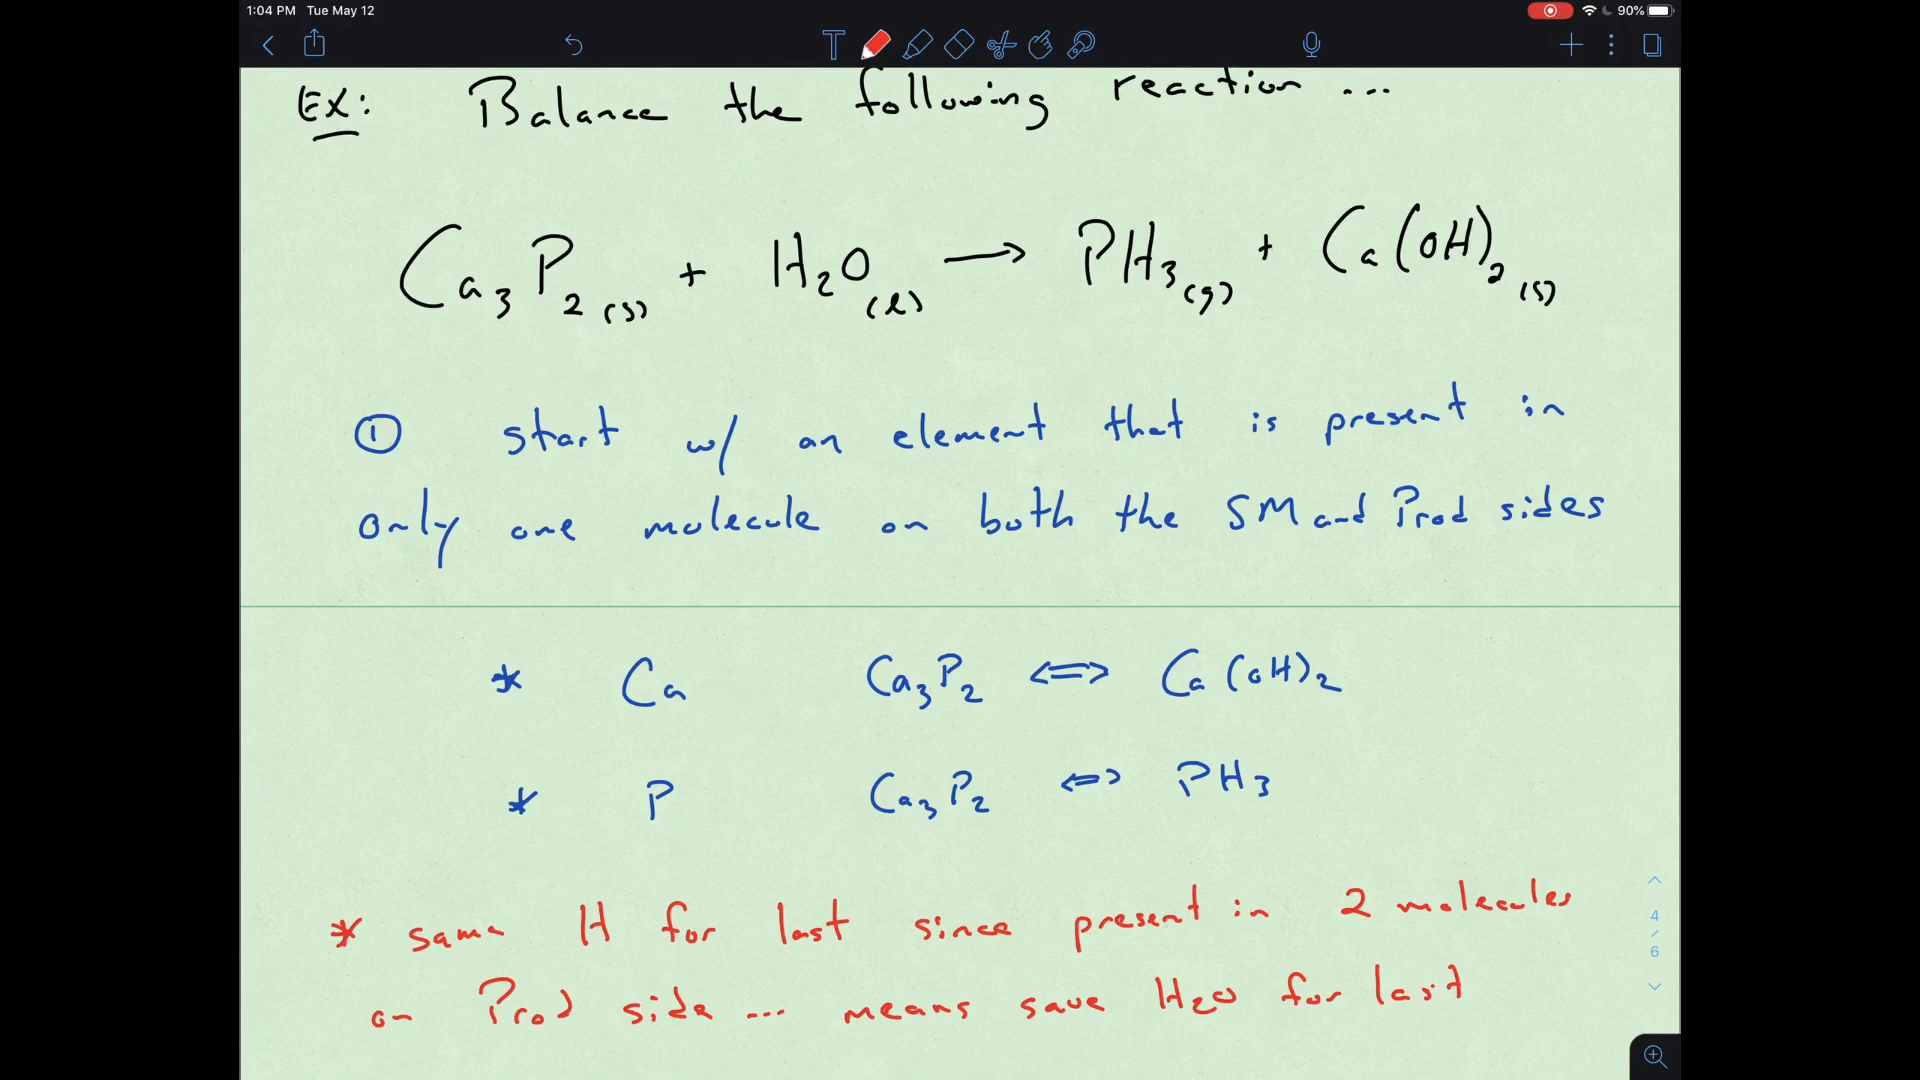 1:04 PM Tue May 12
90%
T
Ex: Balance the following reaction ...
Ca3P2(s) + H2O(l) → PH3(g) + Ca(OH)2(s)
① start w/ an element that is present in
only one molecule on both the SM and Prod sides
* Ca Ca3P2 ⟺ Ca(OH)2
* P Ca3P2 ⟺ PH3
* same H for last since present in 2 molecules
on Prod side ... means save H2O for last
4
/
6